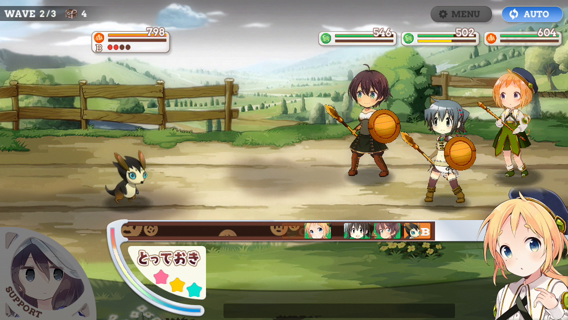 WAVE 2/3 4
MENU
AUTO
798
B
546
502
604
B
とっておき
SUPPORT